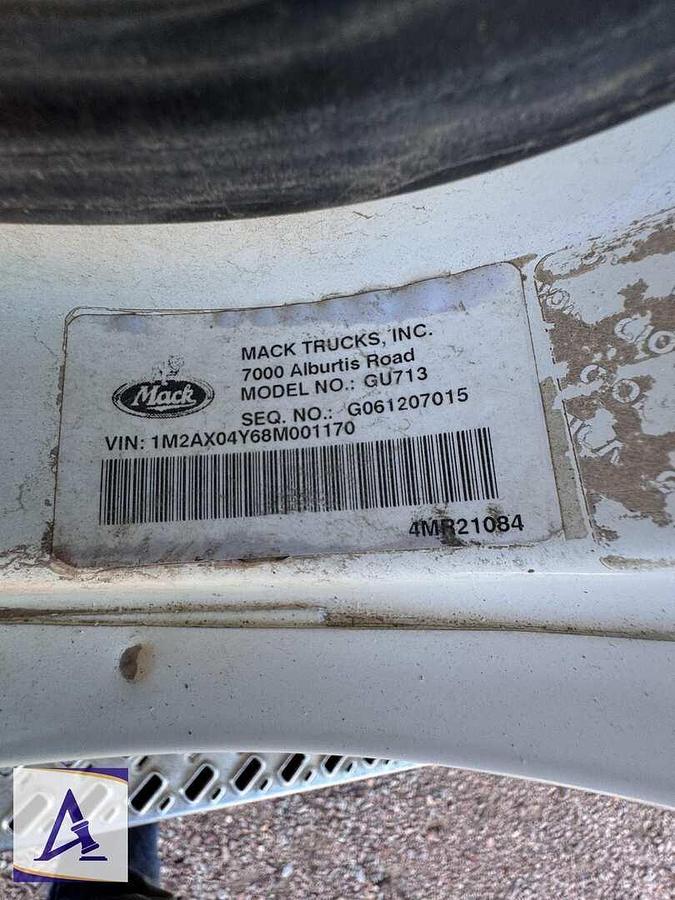 MACK TRUCKS, INC.
7000 Alburtis Road
MODEL NO.: GU713
Mack
SEQ. NO.: G061207015
VIN: 1M2AX04Y68M001170
4MR21084